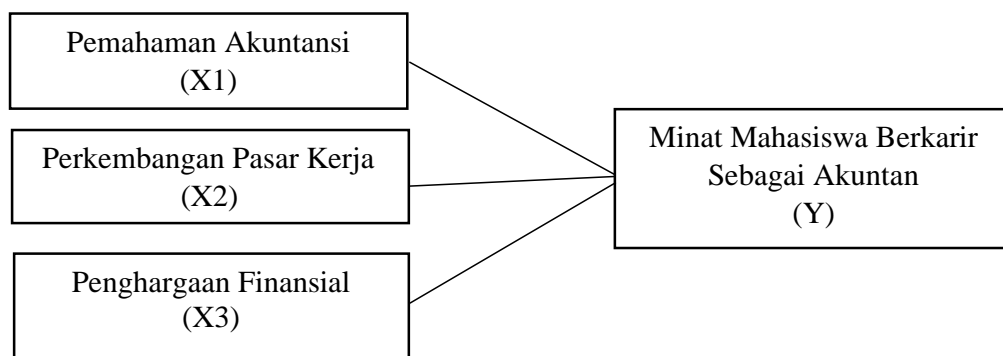 Pemahaman Akuntansi
(X1)
Perkembangan Pasar Kerja
(X2)
Penghargaan Finansial
(X3)
Minat Mahasiswa Berkarir
Sebagai Akuntan
(Y)